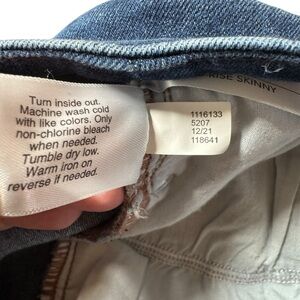 Turn inside out.
Machine wash cold
with like colors. Only
non-chlorine bleach
when needed.
Tumble dry low.
Warm iron on
reverse if needed.
1116133
5207
12/21
118641
RISE SKINNY